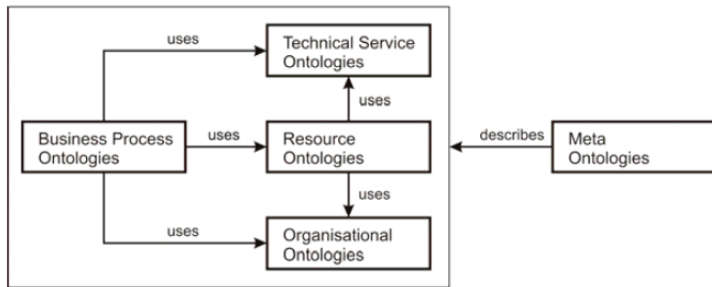 uses
Technical Service
Ontologies
uses
Business Process
Ontologies
uses
Resource
Ontologies
describes
Meta
Ontologies
uses
uses
Organisational
Ontologies